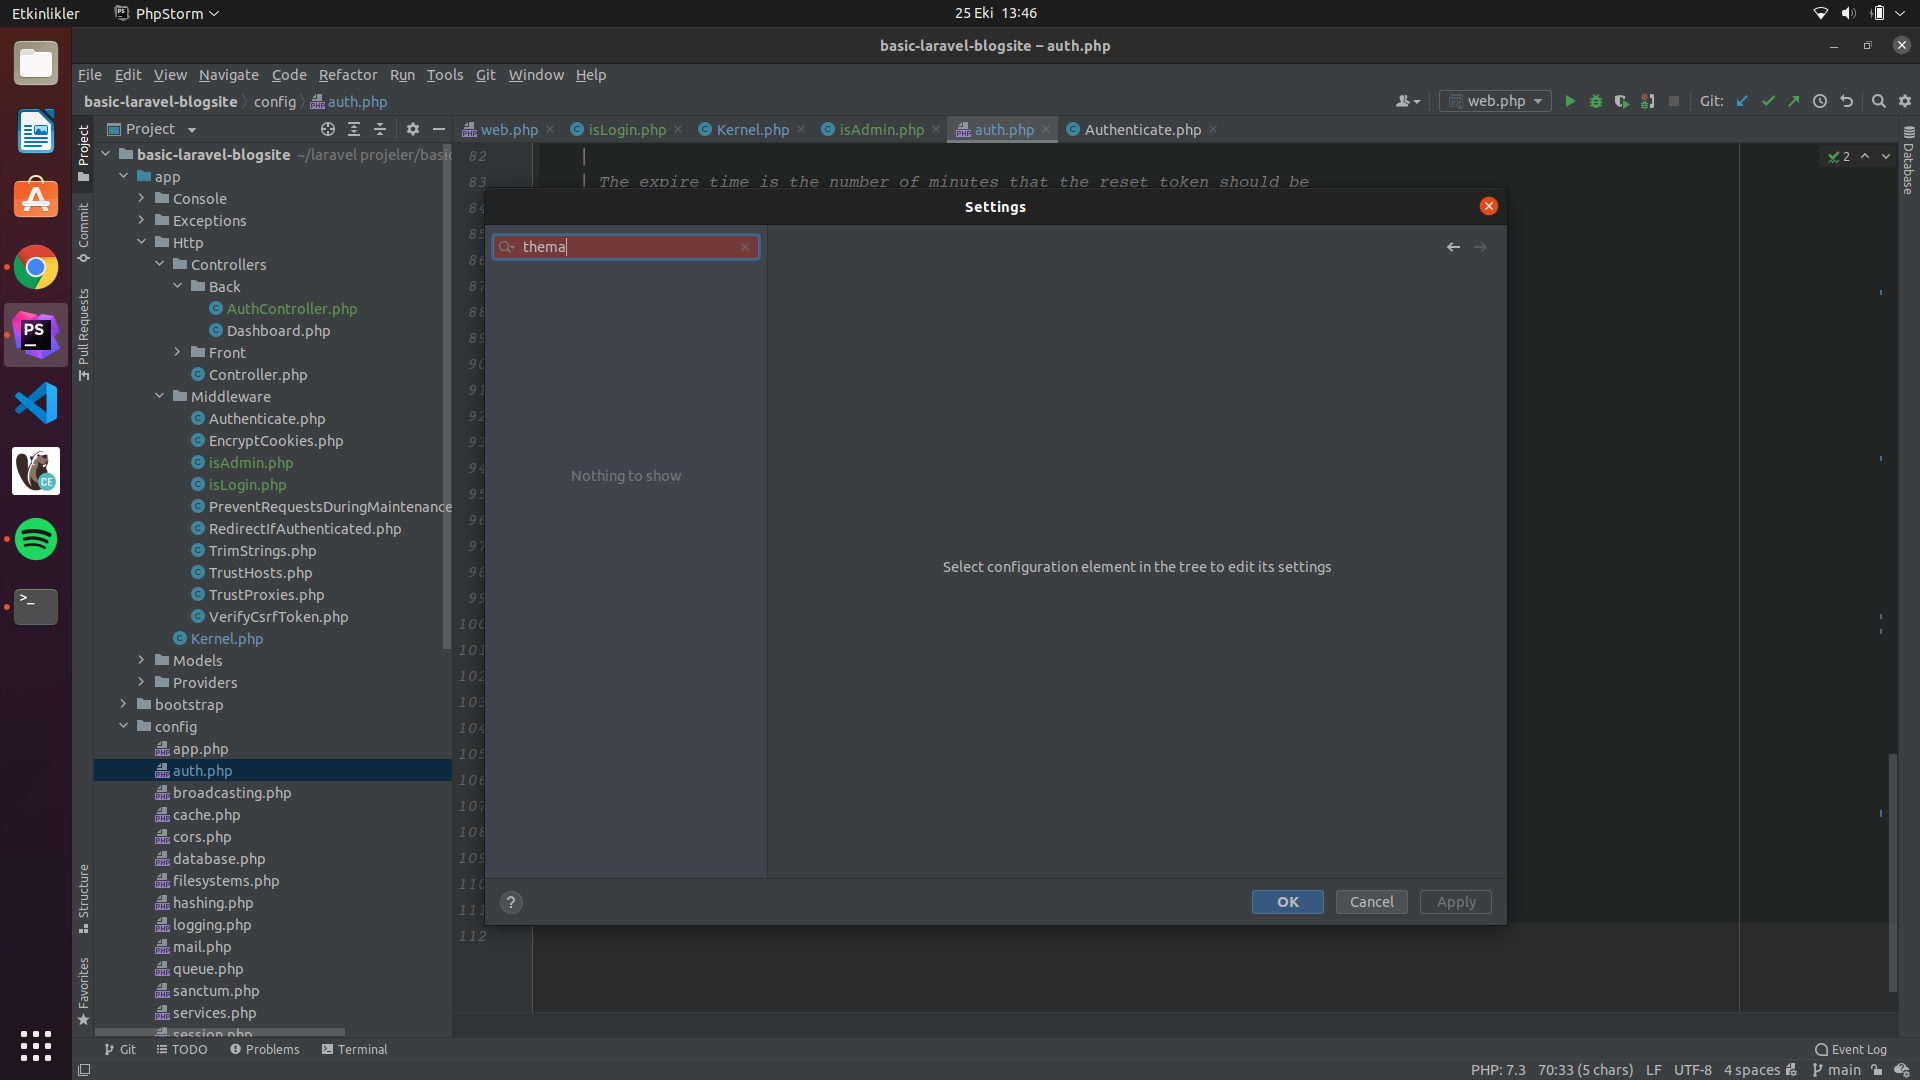 Etkinlikler
PhpStorm
25 Eki 13:46
basic-laravel-blogsite – auth.php
File Edit View Navigate Code Refactor Run Tools Git Window Help
basic-laravel-blogsite config auth.php
web.php
Git:
Project
web.php isLogin.php Kernel.php isAdmin.php auth.php Authenticate.php
Project
Commit
Pull Requests
Structure
Favorites
Database
basic-laravel-blogsite ~/laravel projeler/basic
app
Console
Exceptions
Http
Controllers
Back
AuthController.php
Dashboard.php
Front
Controller.php
Middleware
Authenticate.php
EncryptCookies.php
isAdmin.php
isLogin.php
PreventRequestsDuringMaintenance
RedirectIfAuthenticated.php
TrimStrings.php
TrustHosts.php
TrustProxies.php
VerifyCsrfToken.php
Kernel.php
Models
Providers
bootstrap
config
app.php
auth.php
broadcasting.php
cache.php
cors.php
database.php
filesystems.php
hashing.php
logging.php
mail.php
queue.php
sanctum.php
services.php
session.php
82 |
83 | The expire time is the number of minutes that the reset token should be
84
85
86
87
88
89
90
91
92
93
94
95
96
97
98
99
100
101
102
103
104
105
106
107
108
109
110
111
112
2
Settings
thema
Nothing to show
Select configuration element in the tree to edit its settings
?
OK Cancel Apply
PS
CE
Git TODO Problems Terminal
Event Log
PHP: 7.3 70:33 (5 chars) LF UTF-8 4 spaces main